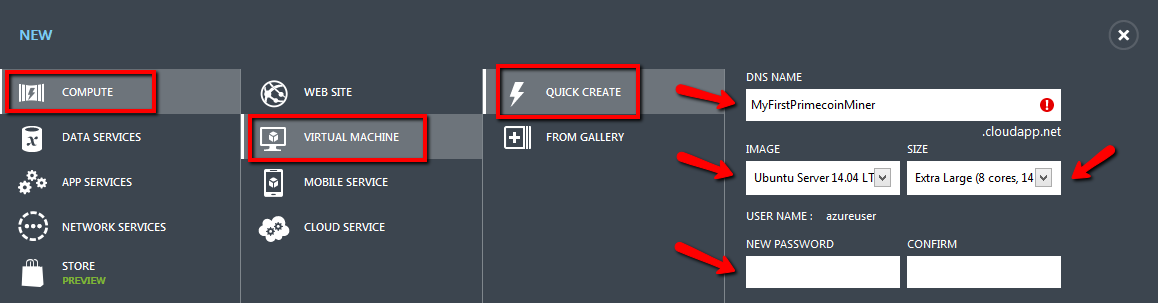 NEW
COMPUTE
DATA SERVICES
APP SERVICES
NETWORK SERVICES
STORE
PREVIEW
WEB SITE
VIRTUAL MACHINE
MOBILE SERVICE
CLOUD SERVICE
QUICK CREATE
FROM GALLERY
DNS NAME
MyFirstPrimecoinMiner
.cloudapp.net
IMAGE
Ubuntu Server 14.04 LT
SIZE
Extra Large (8 cores, 14
USER NAME : azureuser
NEW PASSWORD
CONFIRM